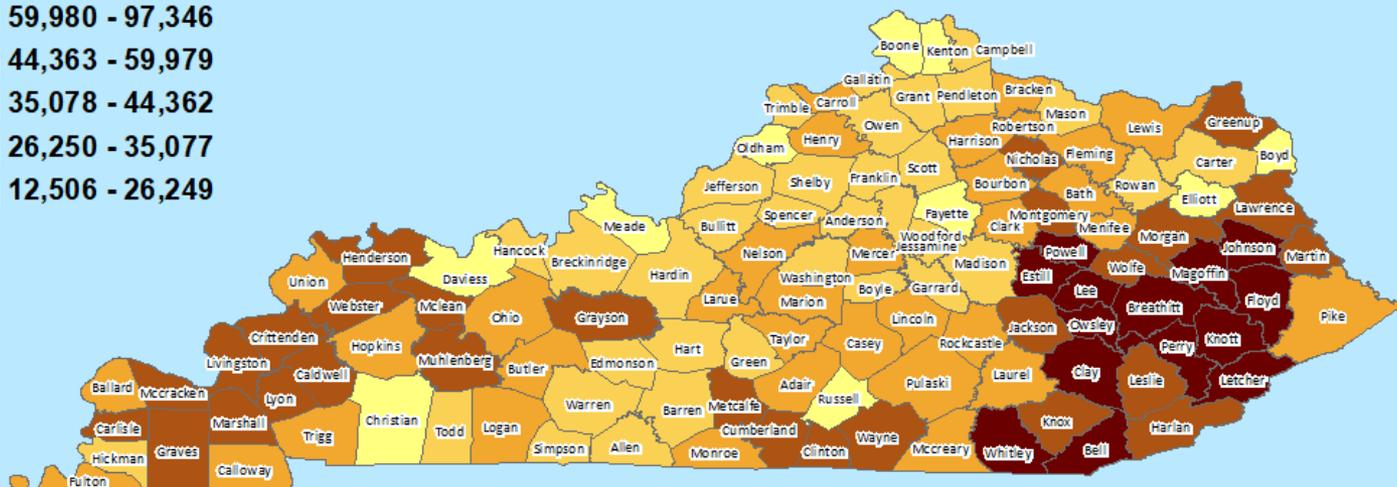 59,980 - 97,346
44,363 - 59,979
35,078 - 44,362
26,250 - 35,077
12,506 - 26,249
Boone
Kenton
Campbell
Gallatin
Grant
Pendleton
Bracken
Trimble
Carroll
Mason
Owen
Robertson
Lewis
Greenup
Oldham
Henry
Harrison
Nicholas
Fleming
Carter
Boyd
Jefferson
Shelby
Franklin
Scott
Bourbon
Bath
Rowan
Elliott
Meade
Bullitt
Spencer
Anderson
Fayette
Montgomery
Clark
Menifee
Lawrence
Woodford
Jessamine
Morgan
Henderson
Hancock
Breckinridge
Nelson
Mercer
Powell
Johnson
Martin
Union
Daviess
Hardin
Washington
Madison
Estill
Wolfe
Magoffin
Webster
Mclean
Larue
Marion
Boyle
Garrard
Lee
Floyd
Breathitt
Crittenden
Ohio
Grayson
Lincoln
Jackson
Owsley
Pike
Hopkins
Taylor
Casey
Rockcastle
Perry
Knott
Livingston
Muhlenberg
Butler
Edmonson
Hart
Green
Ballard
Mccracken
Caldwell
Adair
Pulaski
Laurel
Clay
Leslie
Letcher
Lyon
Christian
Warren
Barren
Metcalfe
Russell
Carlisle
Marshall
Trigg
Todd
Logan
Cumberland
Knox
Harlan
Hickman
Graves
Simpson
Allen
Monroe
Clinton
Wayne
Mccreary
Whitley
Bell
Calloway
Fulton